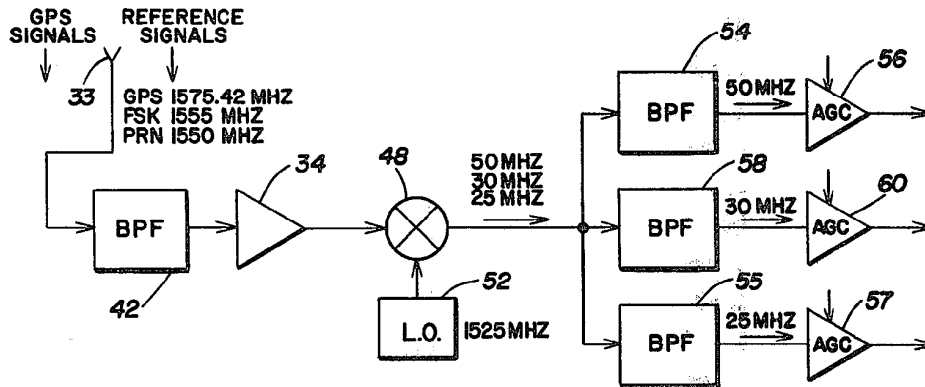 GPS
SIGNALS
REFERENCE
SIGNALS
33
GPS 1575.42 MHZ
FSK 1555 MHZ
PRN 1550 MHZ
BPF
42
34
48
50 MHZ
30 MHZ
25 MHZ
L.O.
52
1525 MHZ
54
BPF
50 MHZ
56
AGC
58
BPF
30 MHZ
60
AGC
55
BPF
25 MHZ
57
AGC